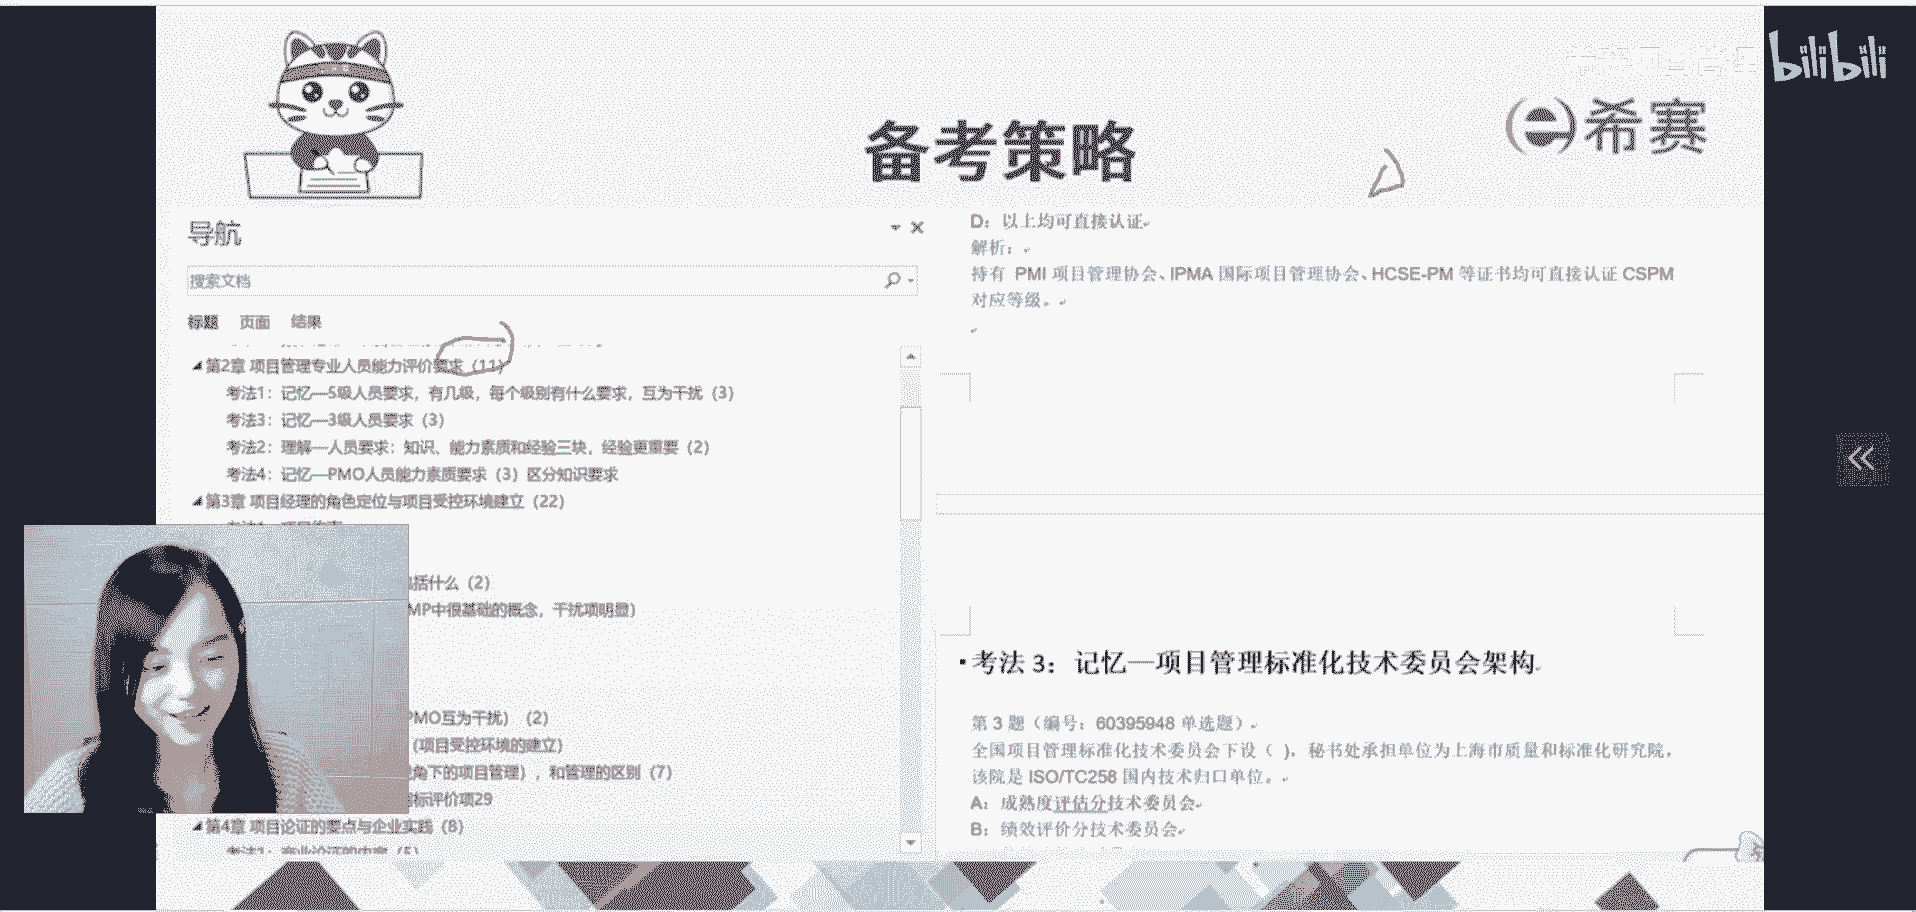 bilibili
希赛
备考策略
导航
搜索文档
标题 页面 结果
第2章 项目管理专业人员能力评价要求（11）
考法1：记忆—5级人员要求，有几级，每个级别有什么要求，互为干扰（3）
考法3：记忆—3级人员要求（3）
考法2：理解—人员要求：知识、能力素质和经验三块，经验更重要（2）
考法4：记忆—PMO人员能力素质要求（3）区分知识要求
第3章 项目经理的角色定位与项目受控环境建立（22）
括什么（2）
MP中很基础的概念，干扰项明显）
PMO互为干扰）（2）
（项目受控环境的建立）
角下的项目管理），和管理的区别（7）
标评价项29
第4章 项目论证的要点与企业实践（8）
考法1：商业论证的内容（5）
D：以上均可直接认证
解析：
持有 PMI 项目管理协会、IPMA 国际项目管理协会、HCSE-PM 等证书均可直接认证 CSPM
对应等级。
考法 3：记忆—项目管理标准化技术委员会架构
第 3 题（编号：60395948 单选题）
全国项目管理标准化技术委员会下设（ ），秘书处承担单位为上海市质量和标准化研究院，
该院是 ISO/TC258 国内技术归口单位。
A：成熟度评估分技术委员会
B：绩效评价分技术委员会